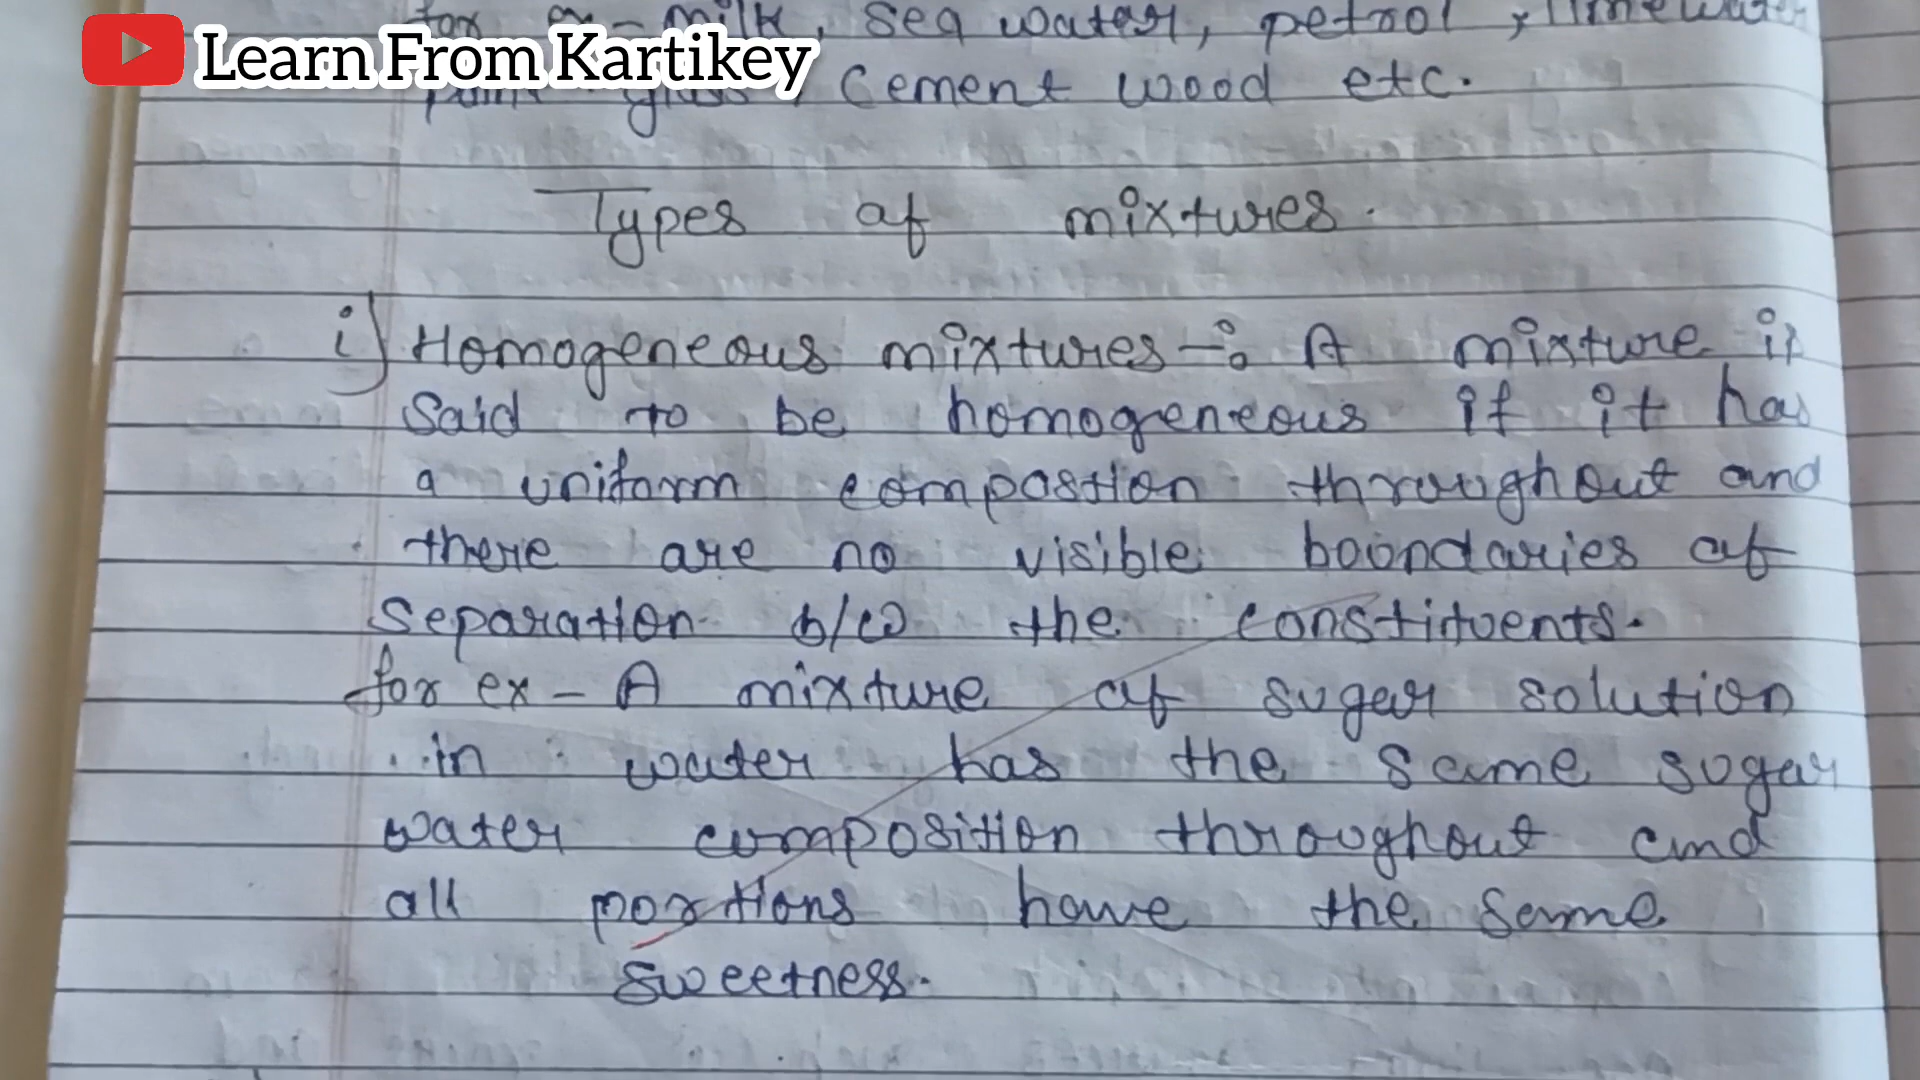 for ex - milk, sea water, petrol,
Learn From Kartikey
Cement wood etc.
Types of mixtures.
i) Homogeneous mixtures -: A mixture is
Said to be homogeneous if it has
a uniform compostion throughout and
there are no visible boundaries of
Separation b/w the constituents.
for ex - A mixture of sugar solution
in water has the same sugar
water composition throughout and
all portions have the same
sweetness.